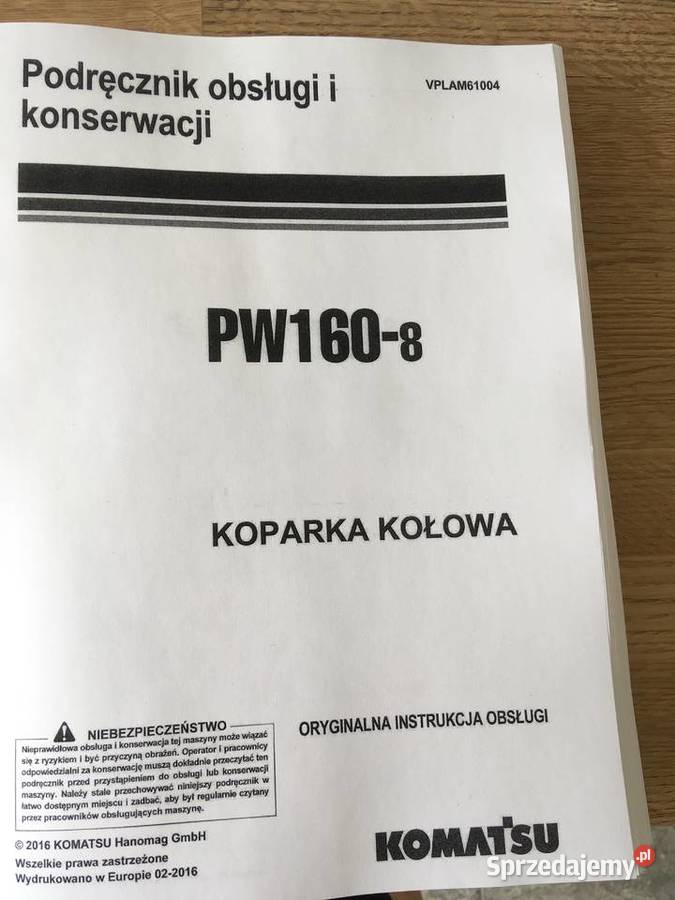 Podręcznik obsługi i
konserwacji
VPLAM61004
PW160-8
KOPARKA KOŁOWA
NIEBEZPIECZEŃSTWO
Nieprawidłowa obsługa i konserwacja tej maszyny może wiązać
się z ryzykiem i być przyczyną obrażeń. Operator i pracownicy
odpowiedzialni za konserwację muszą dokładnie przeczytać ten
podręcznik przed przystąpieniem do obsługi lub konserwacji
maszyny. Należy stale przechowywać niniejszy podręcznik w
łatwo dostępnym miejscu i zadbać, aby był regularnie czytany
przez pracowników obsługujących maszynę.
ORYGINALNA INSTRUKCJA OBSŁUGI
© 2016 KOMATSU Hanomag GmbH
Wszelkie prawa zastrzeżone
Wydrukowano w Europie 02-2016
KOMATSU
Sprzedajemy.pl